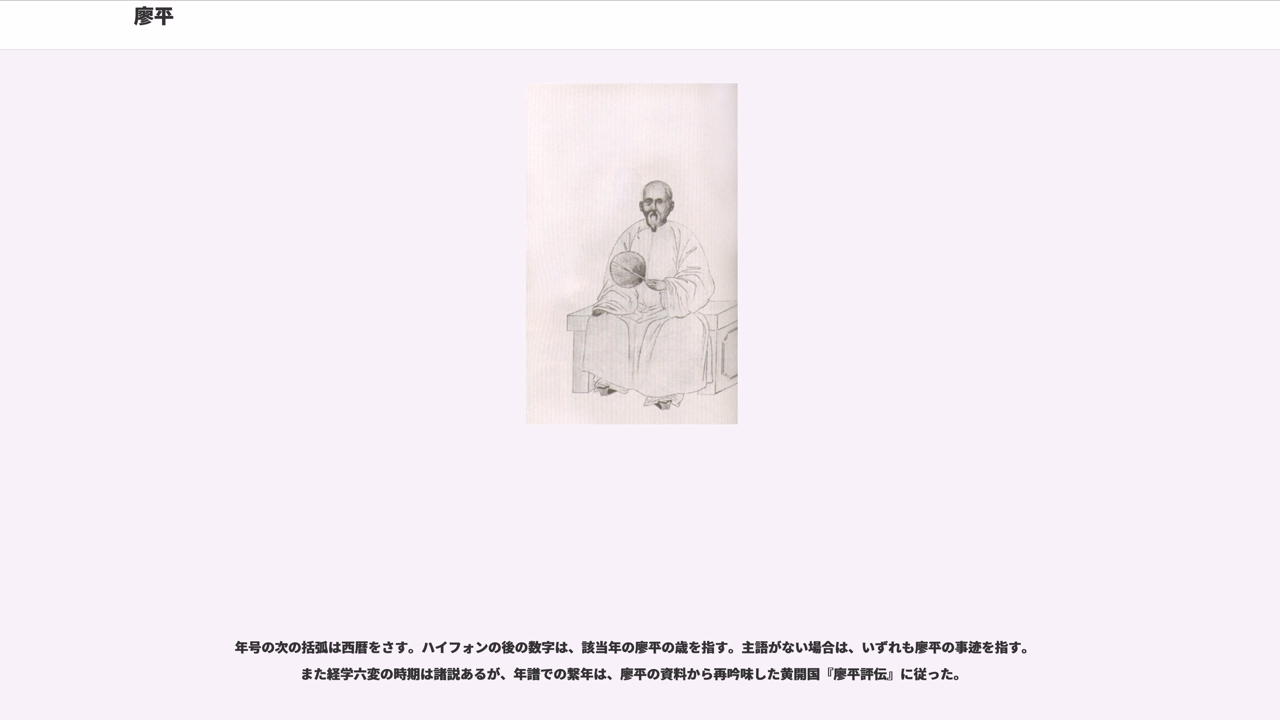 廖平
年号の次の括弧は西暦をさす。ハイフォンの後の数字は、該当年の廖平の歳を指す。主語がない場合は、いずれも廖平の事迹を指す。
また経学六変の時期は諸説あるが、年譜での繋年は、廖平の資料から再吟味した黄開国『廖平評伝』に従った。